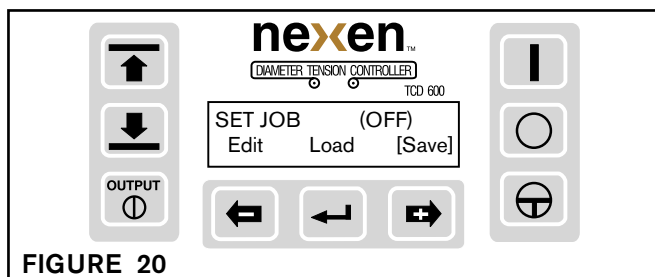 nexen™
DIAMETER TENSION CONTROLLER
TCD 600
SET JOB (OFF)
Edit Load [Save]
OUTPUT
FIGURE 20